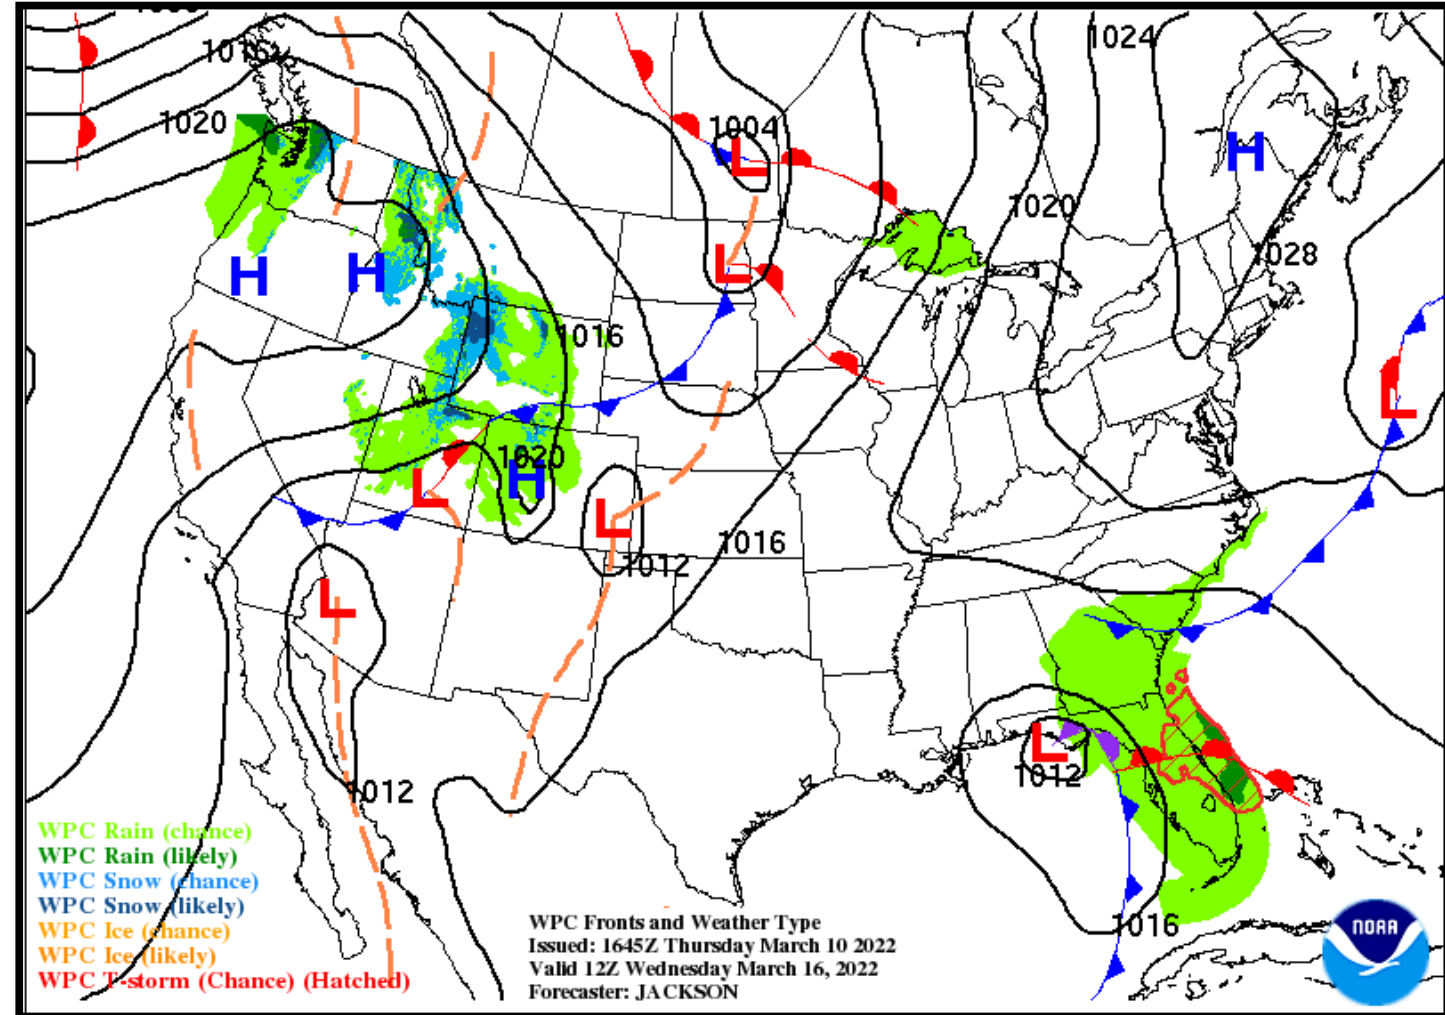 1024
1016
1020
1004
1020
1028
1016
1020
1016
1012
1012
1012
1016
H
H
H
H
L
L
L
L
L
L
L
WPC Rain (chance)
WPC Rain (likely)
WPC Snow (chance)
WPC Snow (likely)
WPC Ice (chance)
WPC Ice (likely)
WPC T-storm (Chance) (Hatched)
WPC Fronts and Weather Type
Issued: 1645Z Thursday March 10 2022
Valid 12Z Wednesday March 16, 2022
Forecaster: JACKSON
NOAA